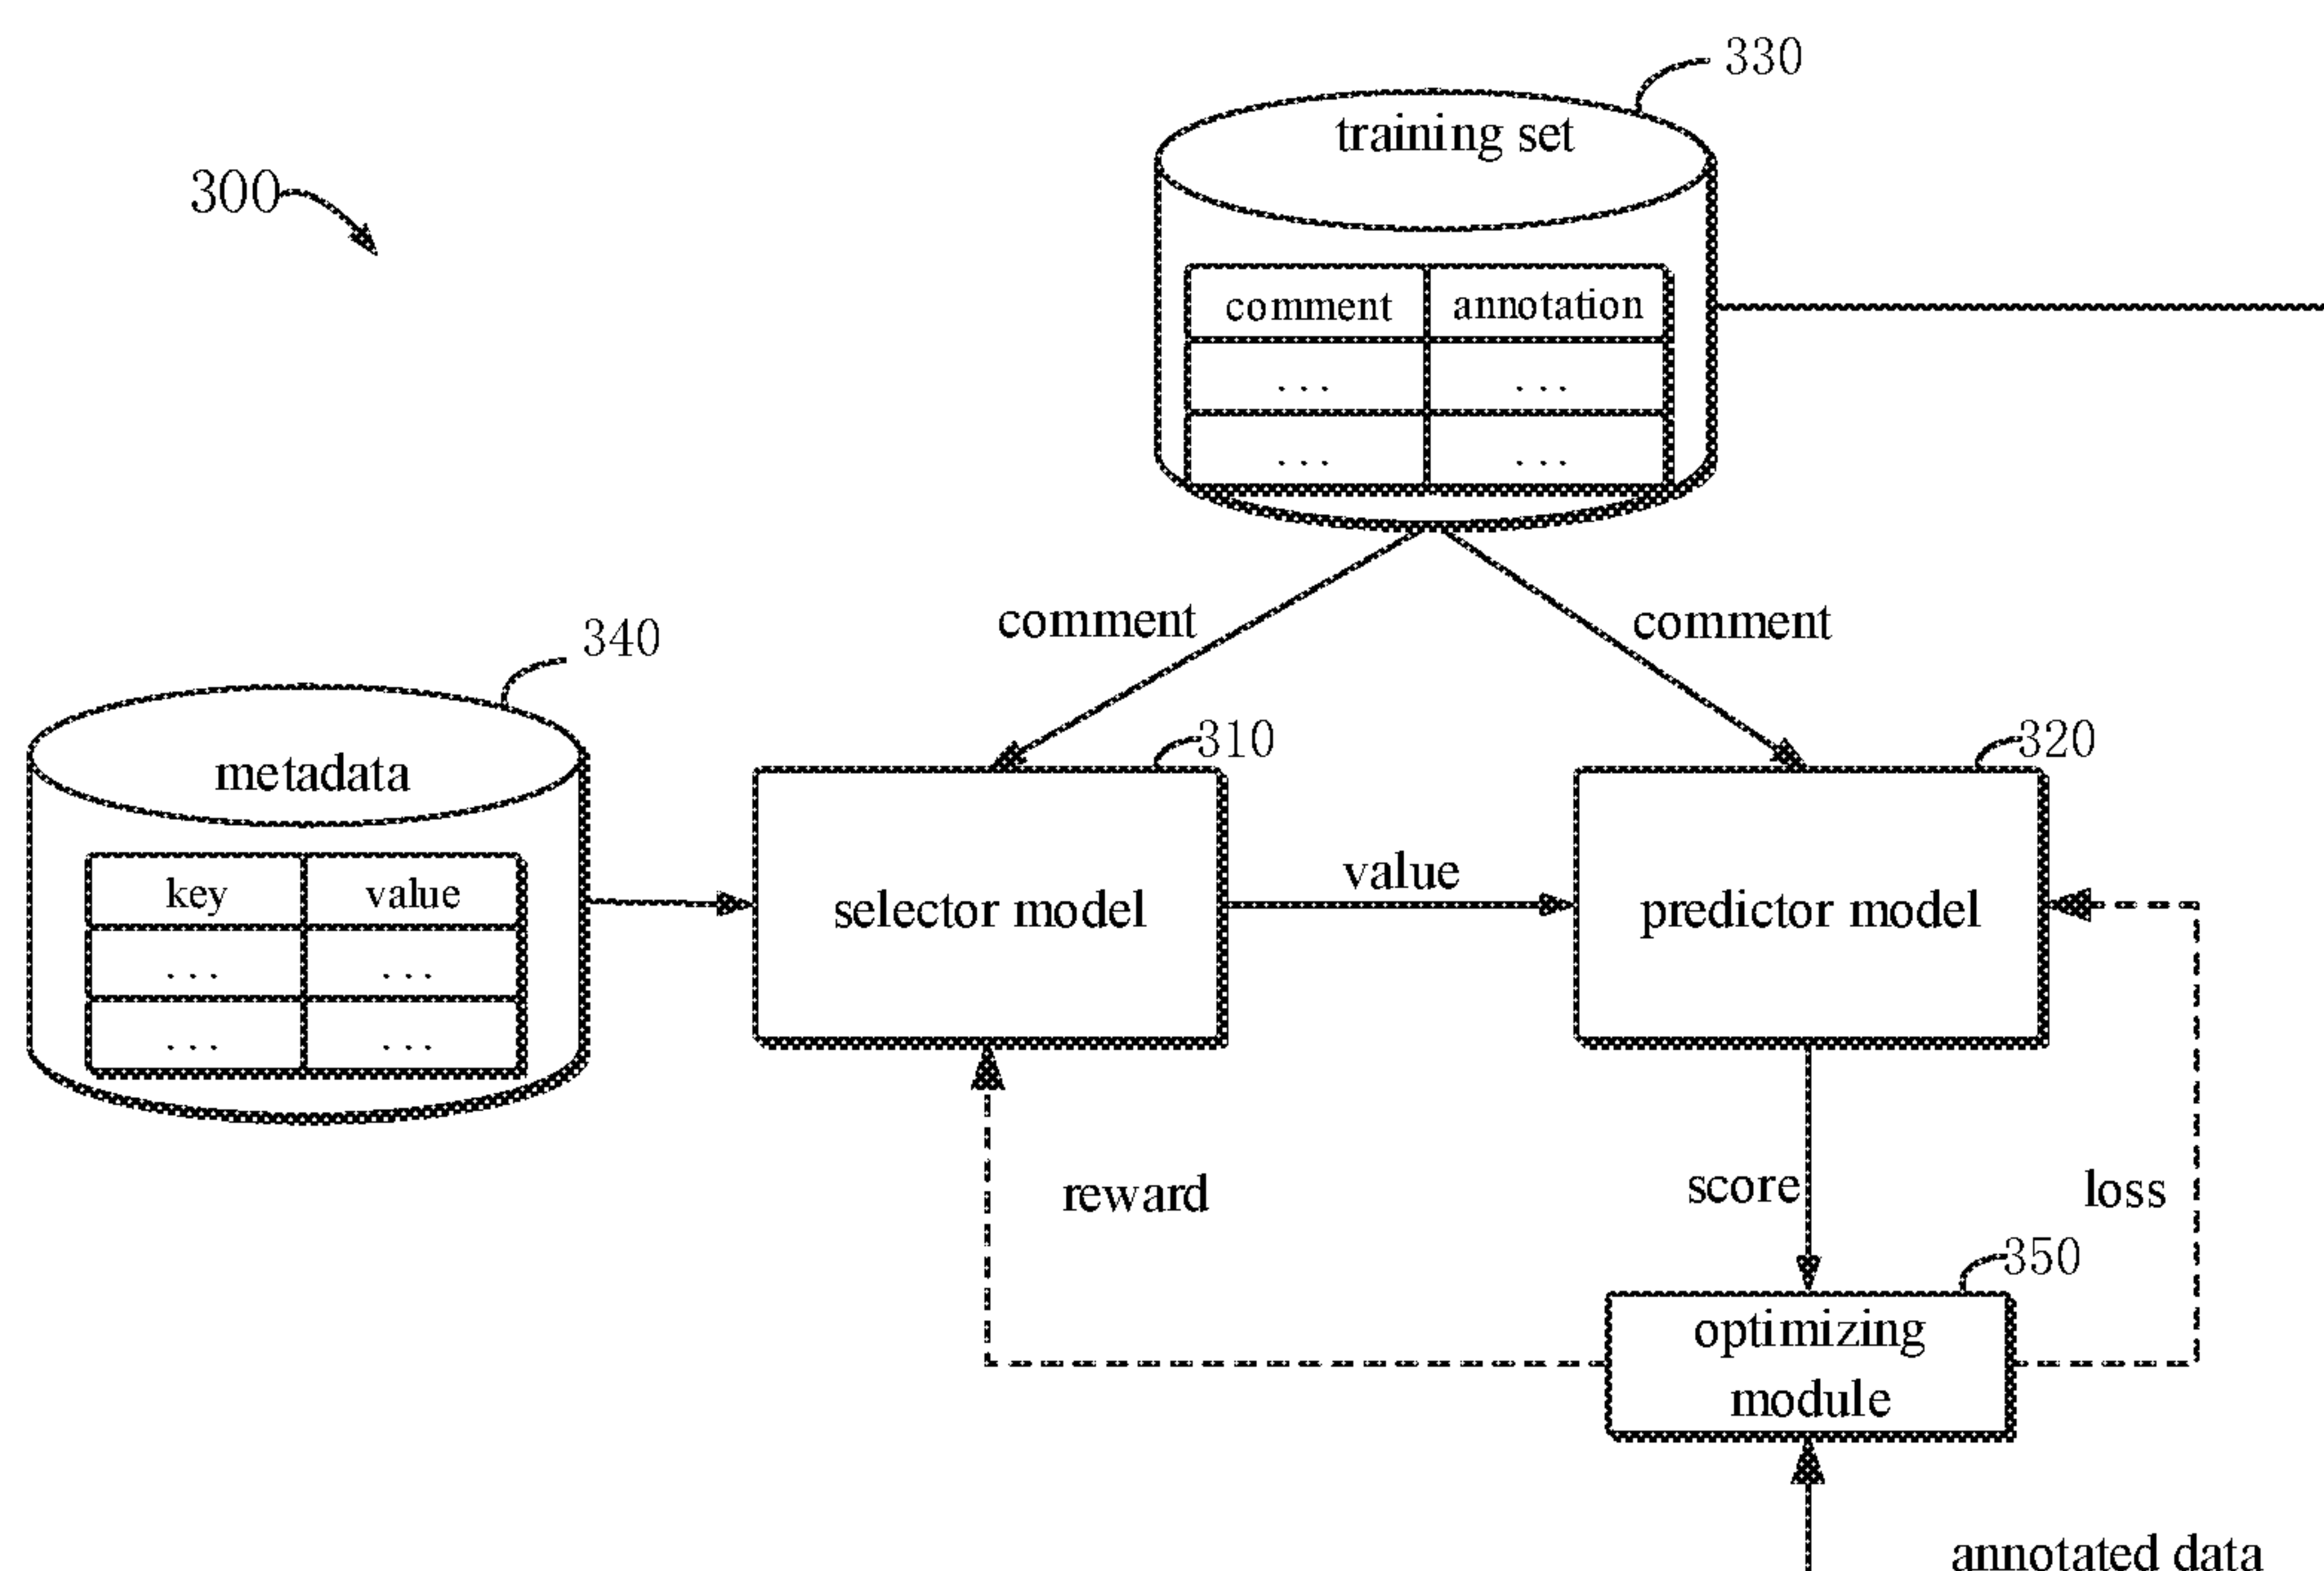 330
training set
300
comment annotation
... ...
... ...
comment comment
340
310 320
metadata
key value
... ...
... ...
selector model
value
predictor model
reward
score
loss
350
optimizing
module
annotated data